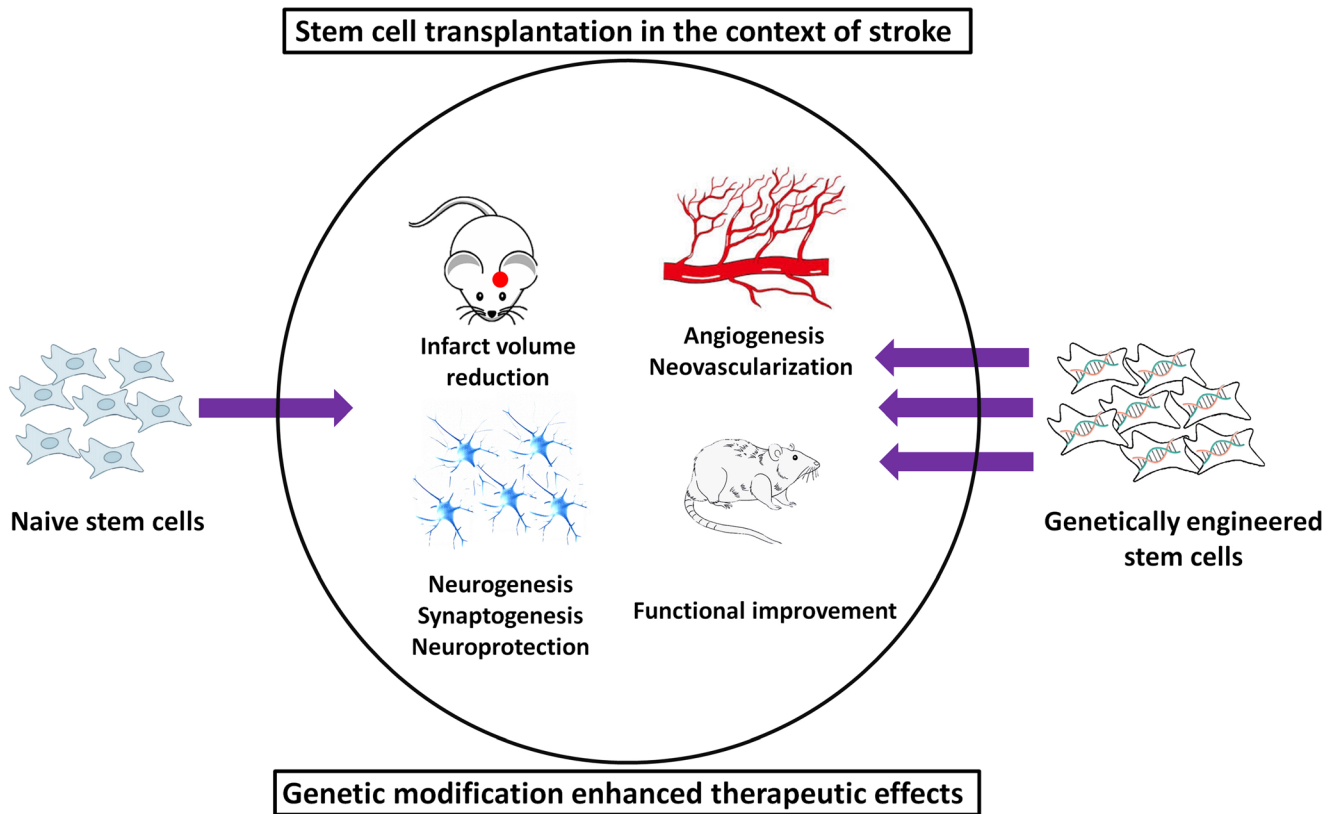 Stem cell transplantation in the context of stroke
Infarct volume
reduction
Angiogenesis
Neovascularization
Naive stem cells
Genetically engineered
stem cells
Neurogenesis
Synaptogenesis
Neuroprotection
Functional improvement
Genetic modification enhanced therapeutic effects